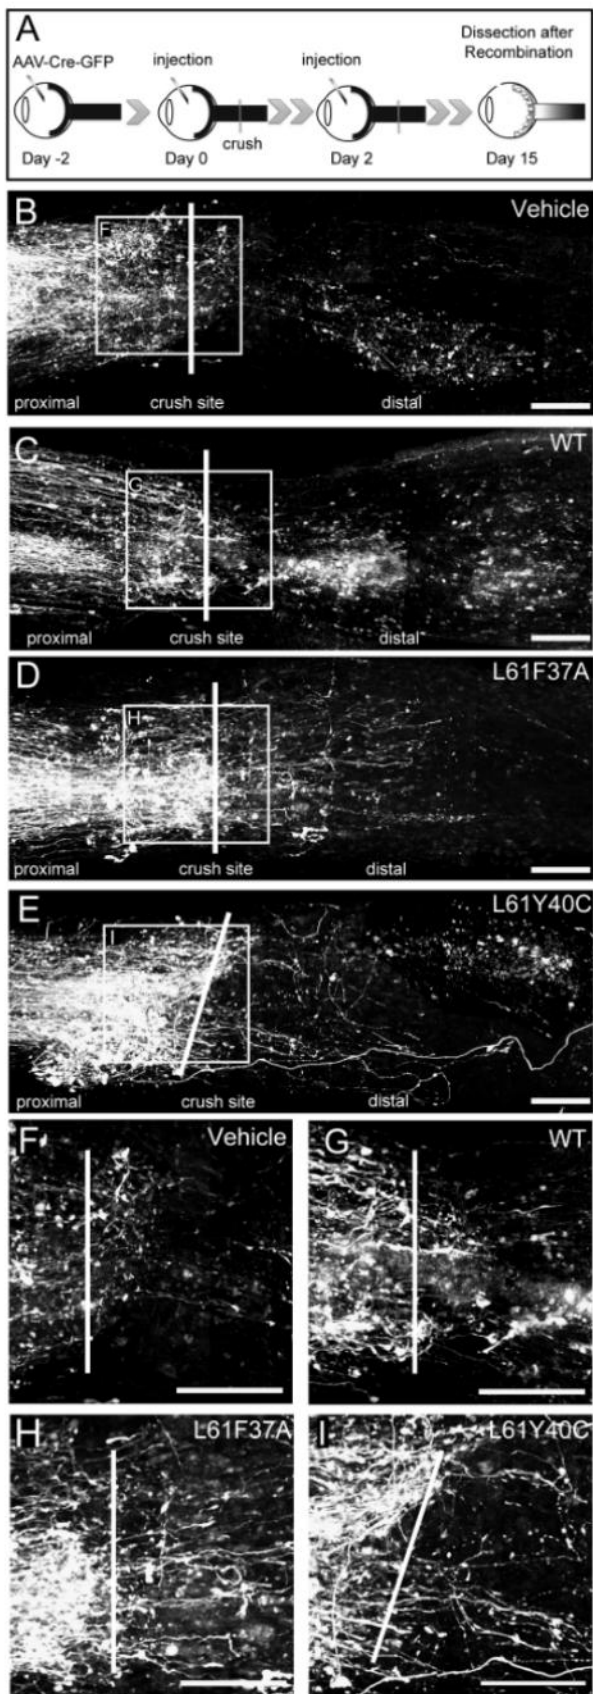 A
AAV-Cre-GFP
injection
injection
Dissection after
Recombination
crush
Day -2
Day 0
Day 2
Day 15
B
Vehicle
F
proximal
crush site
distal
C
WT
G
proximal
crush site
distal
D
L61F37A
H
proximal
crush site
distal
E
L61Y40C
I
proximal
crush site
distal
F
Vehicle
G
WT
H
L61F37A
I
L61Y40C